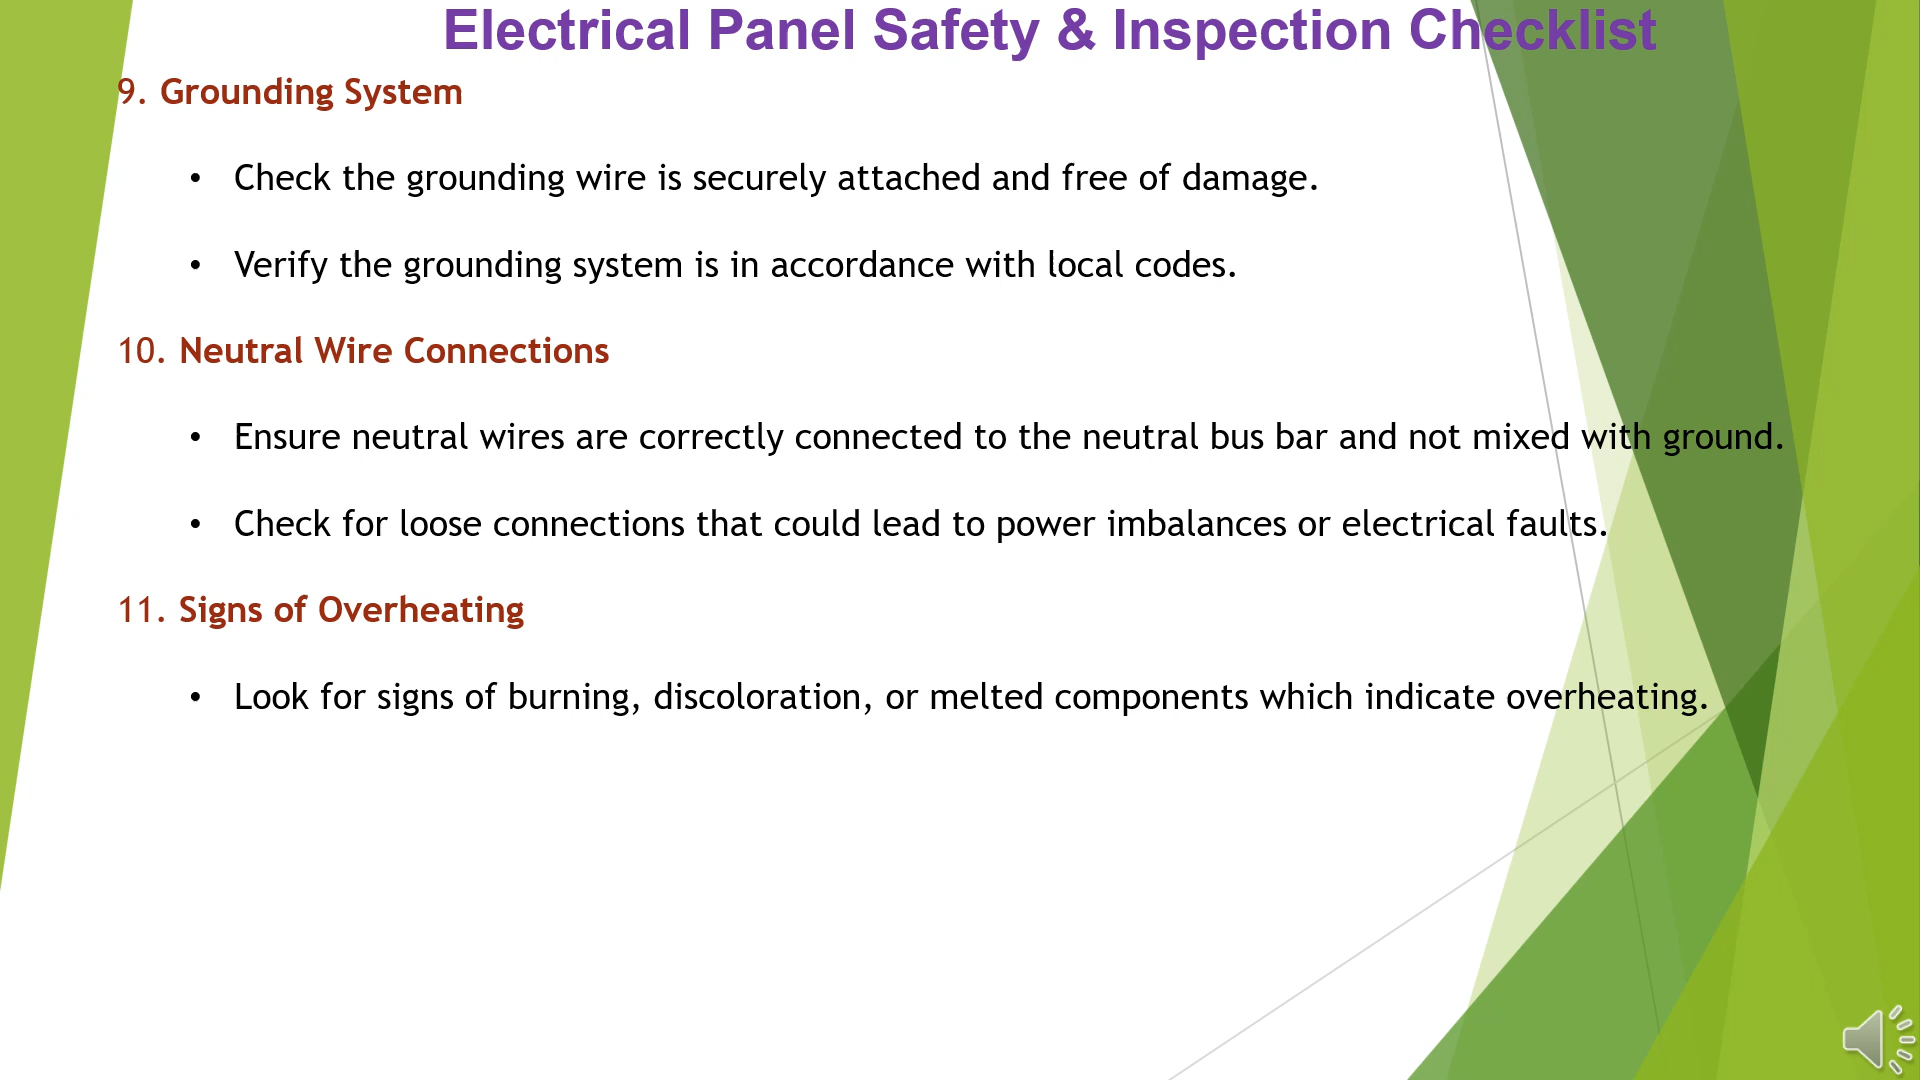 Electrical Panel Safety & Inspection Checklist
9. Grounding System
• Check the grounding wire is securely attached and free of damage.
• Verify the grounding system is in accordance with local codes.
10. Neutral Wire Connections
• Ensure neutral wires are correctly connected to the neutral bus bar and not mixed with ground.
• Check for loose connections that could lead to power imbalances or electrical faults.
11. Signs of Overheating
• Look for signs of burning, discoloration, or melted components which indicate overheating.